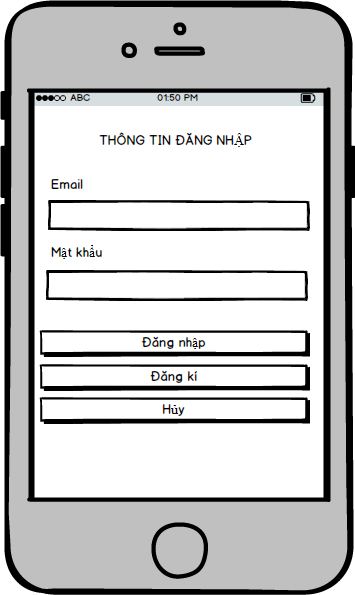 ABC 01:50 PM
THÔNG TIN ĐĂNG NHẬP
Email
Mật khẩu
Đăng nhập
Đăng kí
Hủy